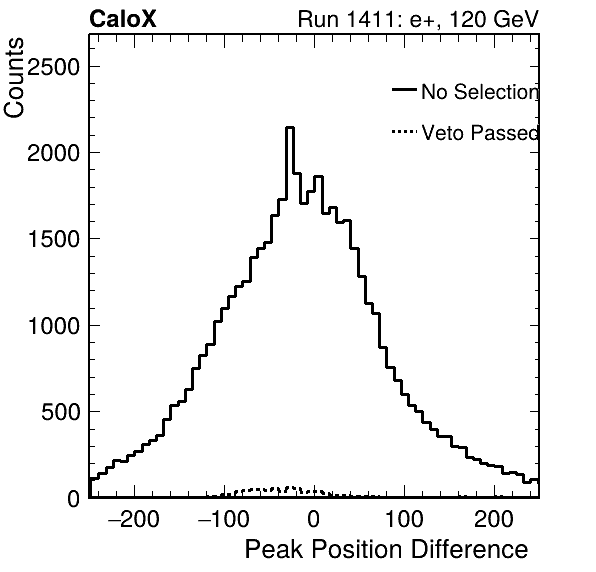 CaloX Run 1411: e+, 120 GeV
Counts
2500
2000
1500
1000
500
0
No Selection
Veto Passed
−200 −100 0 100 200
Peak Position Difference